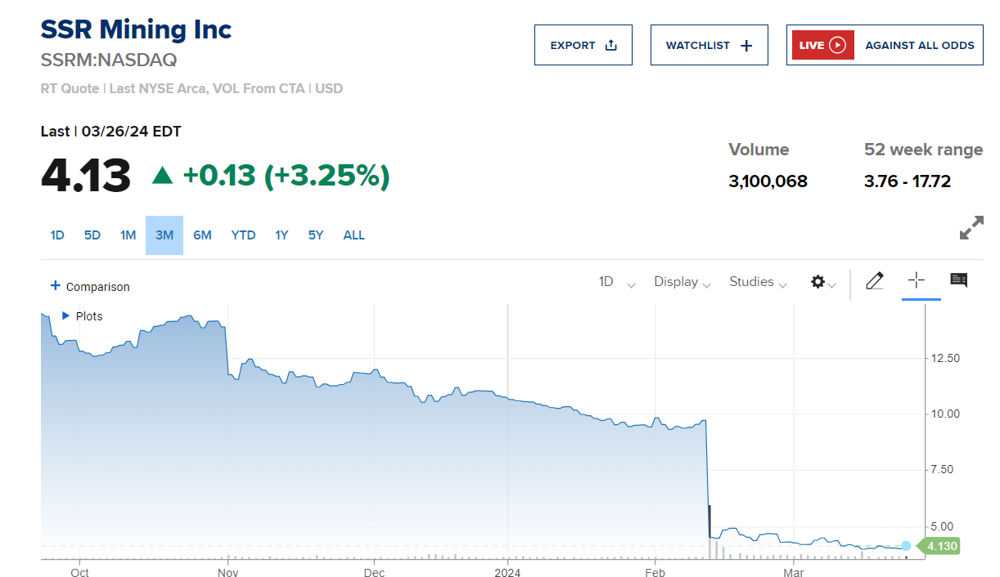 SSR Mining Inc
SSRM:NASDAQ
RT Quote | Last NYSE Arca, VOL From CTA | USD
EXPORT
WATCHLIST +
LIVE AGAINST ALL ODDS
Last | 03/26/24 EDT
4.13 ▲ +0.13 (+3.25%)
Volume
3,100,068
52 week range
3.76 - 17.72
1D 5D 1M 3M 6M YTD 1Y 5Y ALL
+ Comparison
1D Display Studies
Plots
12.50
10.00
7.50
5.00
4.130
Oct Nov Dec 2024 Feb Mar